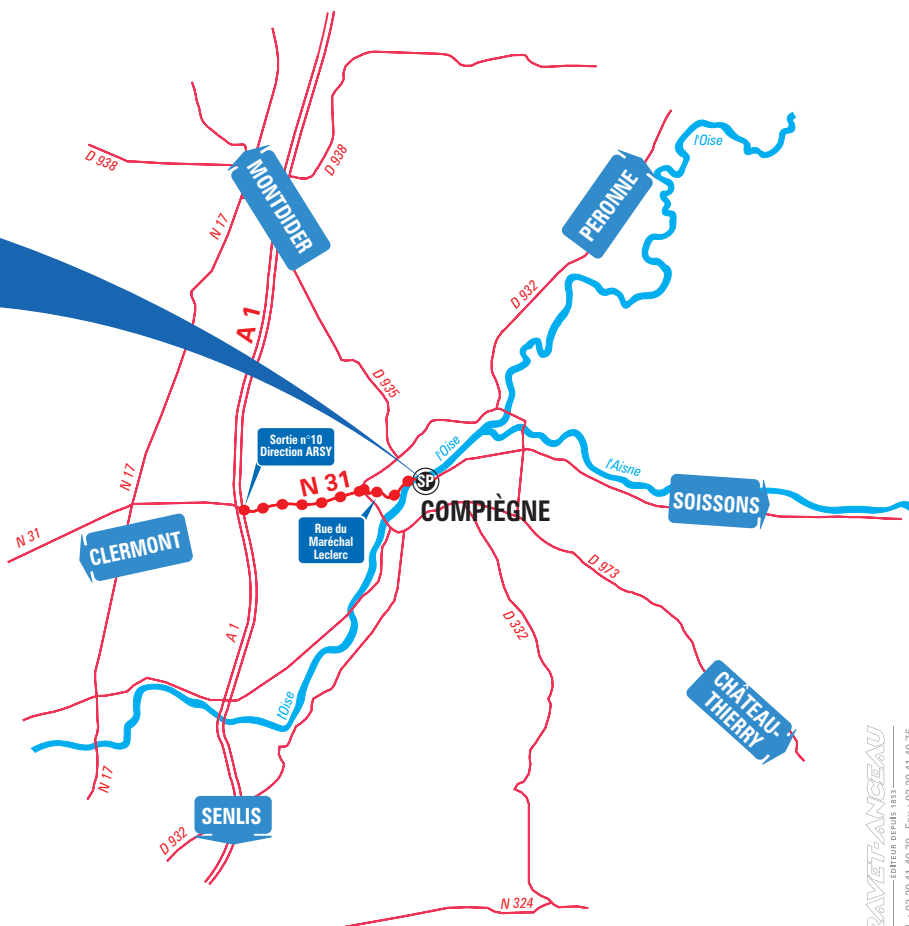 l'Oise
D 938
D 938
MONTDIDER
PERONNE
N 17
D 932
A 1
D 935
Sortie n°10
Direction ARSY
l'Oise
l'Aisne
N 17
N 31
SP
COMPIÈGNE
SOISSONS
Rue du
Maréchal
Leclerc
N 31
CLERMONT
D 973
A 1
D 332
CHÂTEAU-
THIERRY
l'Oise
N 17
SENLIS
D 932
N 324
RAVET-ANCEAU
ÉDITEUR DEPUIS 1853